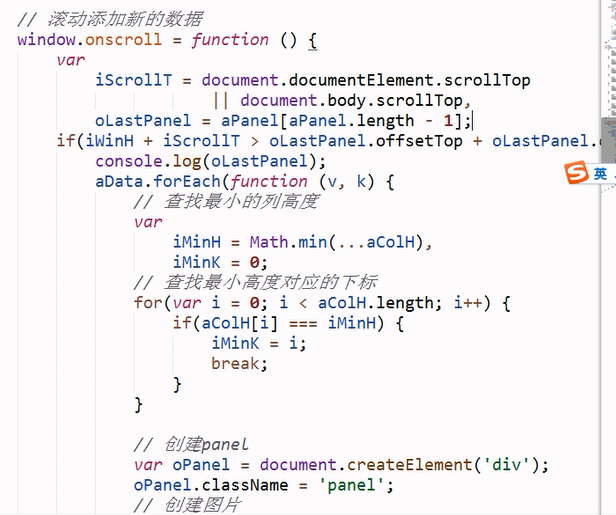 // 滚动添加新的数据
window.onscroll = function () {
var
iScrollT = document.documentElement.scrollTop
|| document.body.scrollTop,
oLastPanel = aPanel[aPanel.length - 1];
if(iWinH + iScrollT > oLastPanel.offsetTop + oLastPanel.
console.log(oLastPanel);
aData.forEach(function (v, k) {
// 查找最小的列高度
var
iMinH = Math.min(...aColH),
iMinK = 0;
// 查找最小高度对应的下标
for(var i = 0; i < aColH.length; i++) {
if(aColH[i] === iMinH) {
iMinK = i;
break;
}
}
// 创建panel
var oPanel = document.createElement('div');
oPanel.className = 'panel';
// 创建图片
S 英